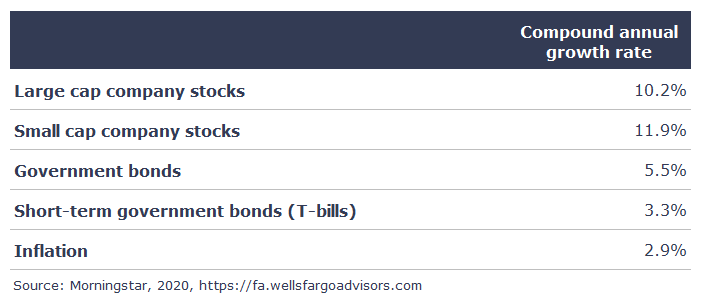 Compound annual
growth rate
Large cap company stocks 10.2%
Small cap company stocks 11.9%
Government bonds 5.5%
Short-term government bonds (T-bills) 3.3%
Inflation 2.9%
Source: Morningstar, 2020, https://fa.wellsfargoadvisors.com